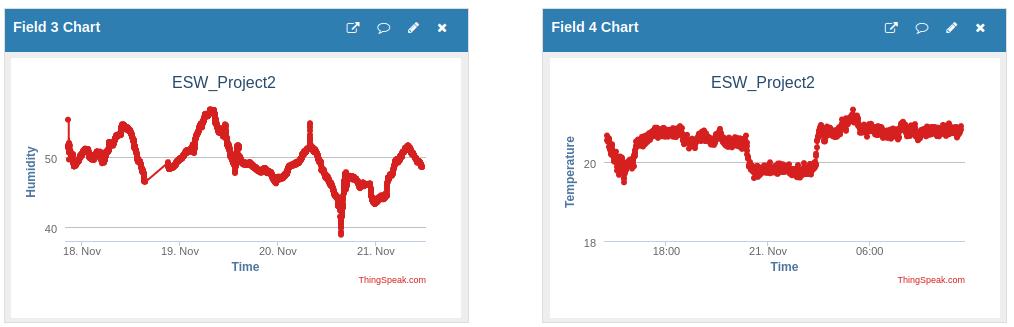 Field 3 Chart
ESW_Project2
Humidity
50
40
18. Nov 19. Nov 20. Nov 21. Nov
Time
ThingSpeak.com
Field 4 Chart
ESW_Project2
Temperature
20
18
18:00 21. Nov 06:00
Time
ThingSpeak.com